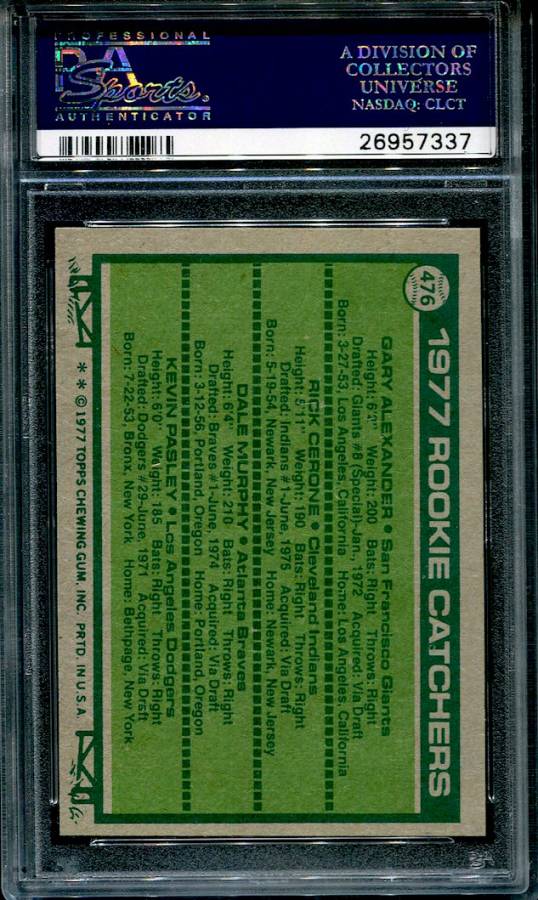 PROFESSIONAL
PSA
Sports.
AUTHENTICATOR
A DIVISION OF
COLLECTORS
UNIVERSE
NASDAQ: CLCT
26957337
476
1977 ROOKIE CATCHERS
GARY ALEXANDER • San Francisco Giants
Height: 6'2" Weight: 200 Bats: Right Throws: Right
Drafted: Giants #8 (Special)-Jan., 1972 Acquired: Via Draft
Born: 3-27-53, Los Angeles, California Home: Los Angeles, California
RICK CERONE • Cleveland Indians
Height: 5'11" Weight: 190 Bats: Right Throws: Right
Drafted: Indians #1-June, 1975 Acquired: Via Draft
Born: 5-19-54, Newark, New Jersey Home: Newark, New Jersey
DALE MURPHY • Atlanta Braves
Height: 6'4" Weight: 210 Bats: Right Throws: Right
Drafted: Braves #1-June, 1974 Acquired: Via Draft
Born: 3-12-56, Portland, Oregon Home: Portland, Oregon
KEVIN PASLEY • Los Angeles Dodgers
Height: 6'0" Weight: 185 Bats: Right Throws: Right
Drafted: Dodgers #29-June, 1971 Acquired: Via Draft
Born: 7-22-53, Bronx, New York Home: Bethpage, New York
* * © 1977 TOPPS CHEWING GUM, INC. PRTD. IN U.S.A.